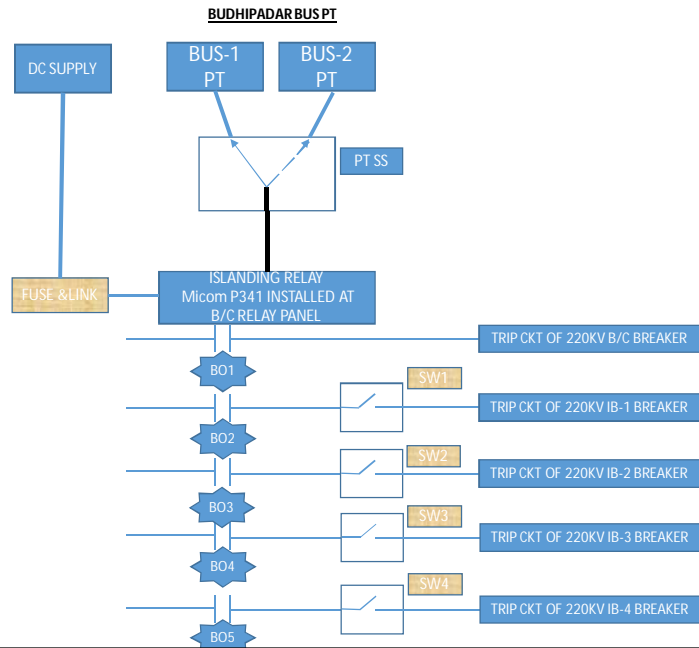 BUDHIPADAR BUS PT
DC SUPPLY
BUS-1
PT
BUS-2
PT
PT SS
FUSE &LINK
ISLANDING RELAY
Micom P341 INSTALLED AT
B/C RELAY PANEL
TRIP CKT OF 220KV B/C BREAKER
BO1
SW1
TRIP CKT OF 220KV IB-1 BREAKER
BO2
SW2
TRIP CKT OF 220KV IB-2 BREAKER
BO3
SW3
TRIP CKT OF 220KV IB-3 BREAKER
BO4
SW4
TRIP CKT OF 220KV IB-4 BREAKER
BO5